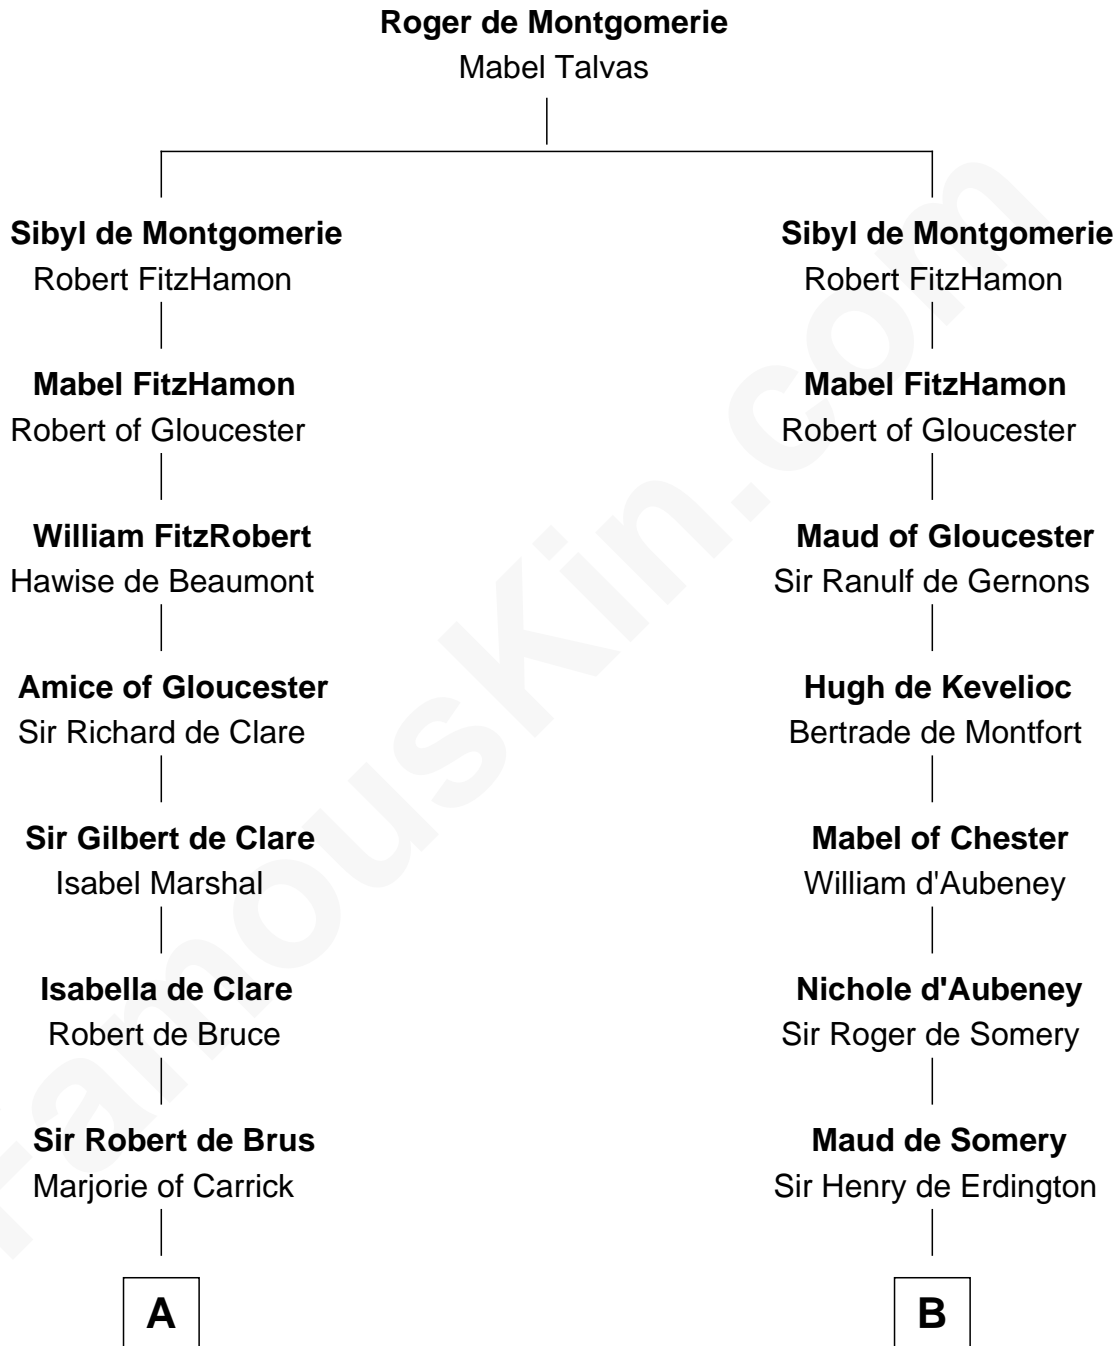 Roger de Montgomerie
Mabel Talvas
Sibyl de Montgomerie
Robert FitzHamon
Mabel FitzHamon
Robert of Gloucester
William FitzRobert
Hawise de Beaumont
Amice of Gloucester
Sir Richard de Clare
Sir Gilbert de Clare
Isabel Marshal
Isabella de Clare
Robert de Bruce
Sir Robert de Brus
Marjorie of Carrick
A
Sibyl de Montgomerie
Robert FitzHamon
Mabel FitzHamon
Robert of Gloucester
Maud of Gloucester
Sir Ranulf de Gernons
Hugh de Kevelioc
Bertrade de Montfort
Mabel of Chester
William d'Aubeney
Nichole d'Aubeney
Sir Roger de Somery
Maud de Somery
Sir Henry de Erdington
B
FamousKin.com